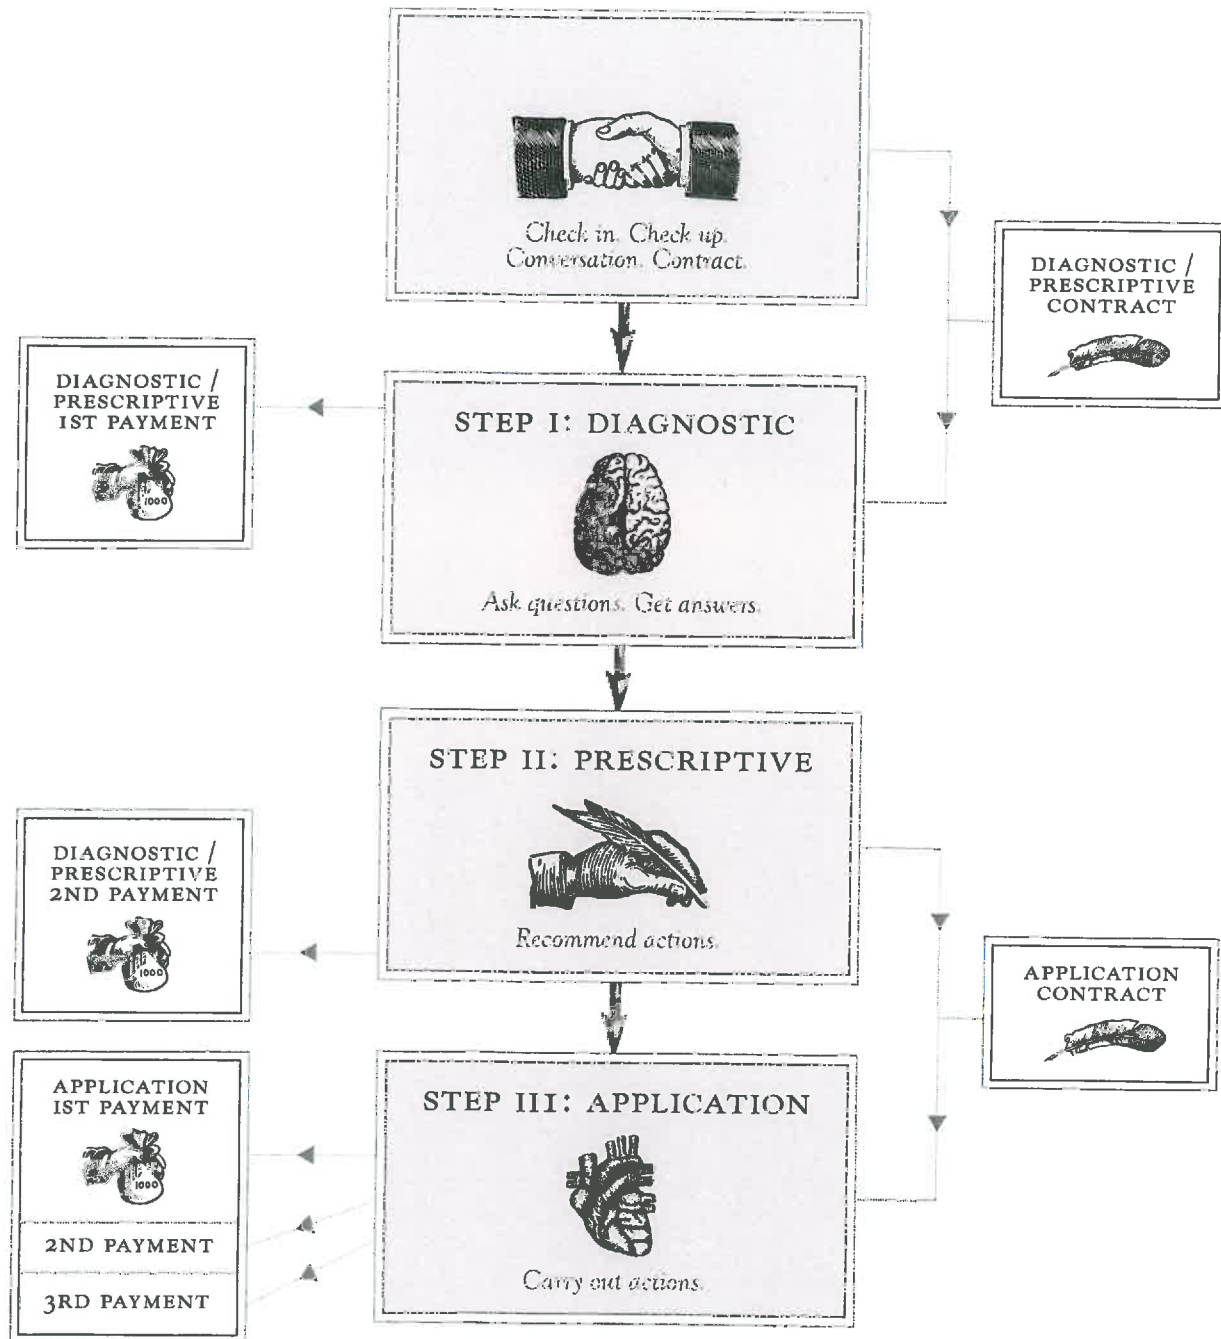 Check in. Check up.
Conversation. Contract.
DIAGNOSTIC /
PRESCRIPTIVE
CONTRACT
DIAGNOSTIC /
PRESCRIPTIVE
1ST PAYMENT
1000
STEP I: DIAGNOSTIC
Ask questions. Get answers.
STEP II: PRESCRIPTIVE
Recommend actions.
DIAGNOSTIC /
PRESCRIPTIVE
2ND PAYMENT
1000
APPLICATION
CONTRACT
APPLICATION
1ST PAYMENT
1000
2ND PAYMENT
3RD PAYMENT
STEP III: APPLICATION
Carry out actions.